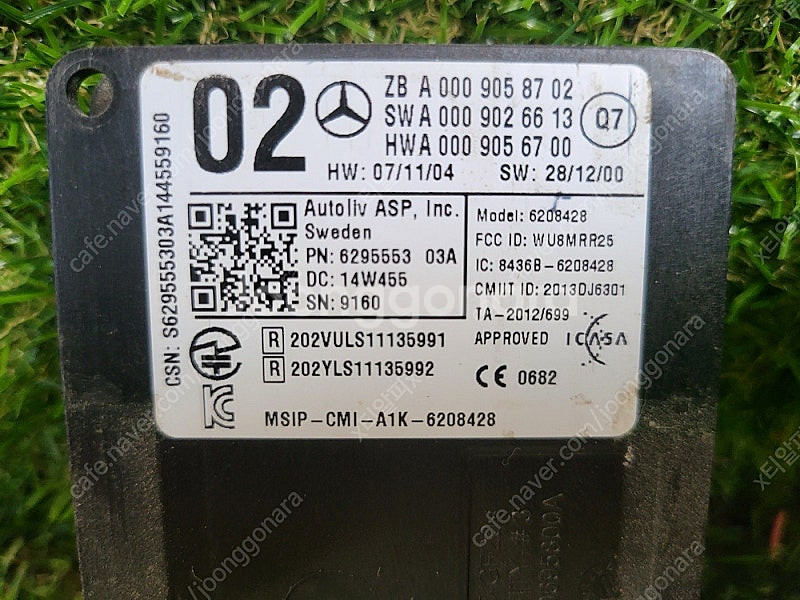 02
ZB A 000 905 87 02
SW A 000 902 66 13
HW A 000 905 67 00
Q7
HW: 07/11/04 SW: 28/12/00
CSN: S629555303A144559160
Autoliv ASP, Inc.
Sweden
PN: 6295553 03A
DC: 14W455
SN: 9160
Model: 6208428
FCC ID: WU8MRR25
IC: 8436B-6208428
CMIIT ID: 2013DJ6301
TA-2012/699
APPROVED ICASA
R 202VULS11135991
R 202YLS11135992
CE 0682
MSIP-CMI-A1K-6208428
cafe.naver.com/joonggonara
joonggonara